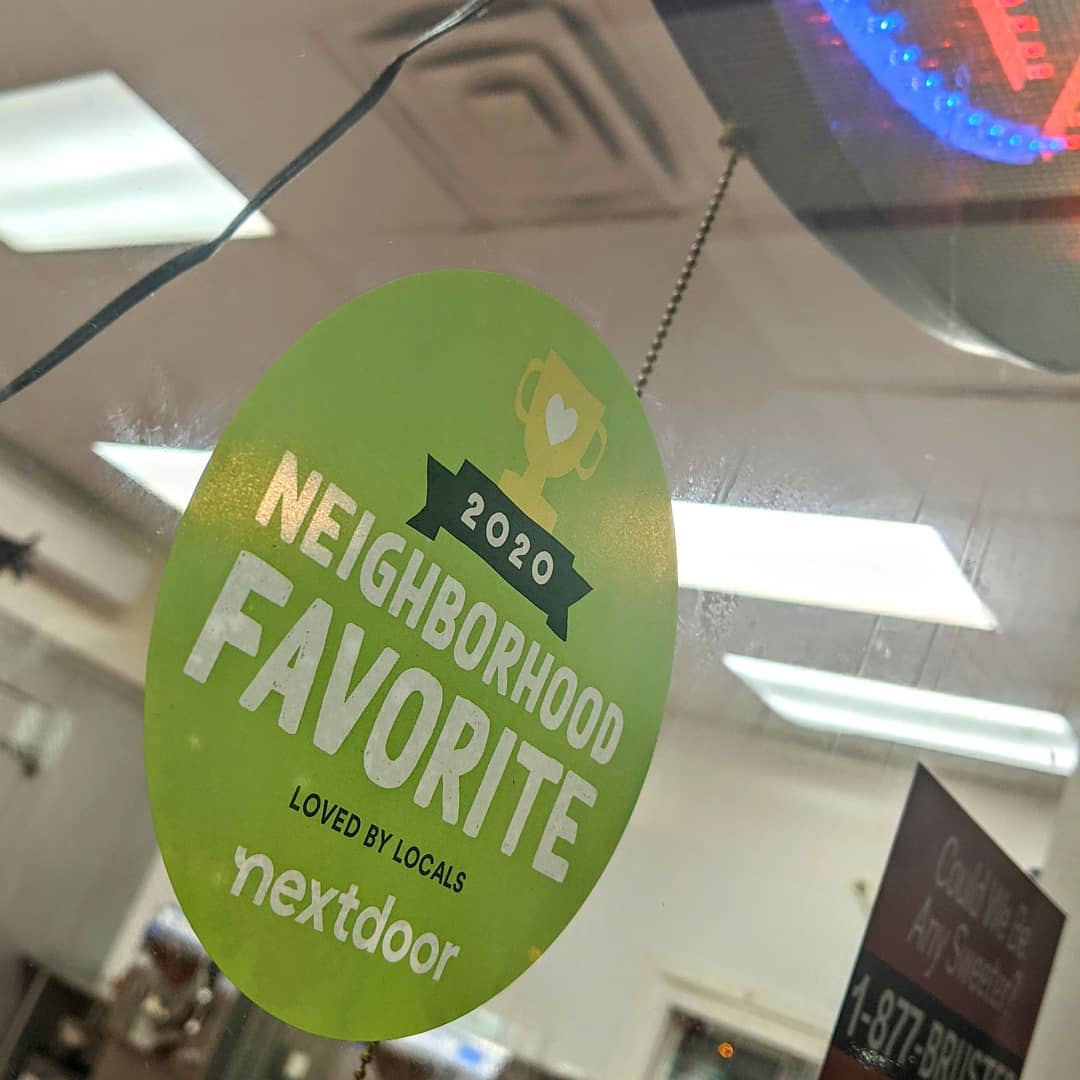 2020
NEIGHBORHOOD
FAVORITE
LOVED BY LOCALS
nextdoor
Could We Be
Any Sweeter?
1-877-BRUSTER